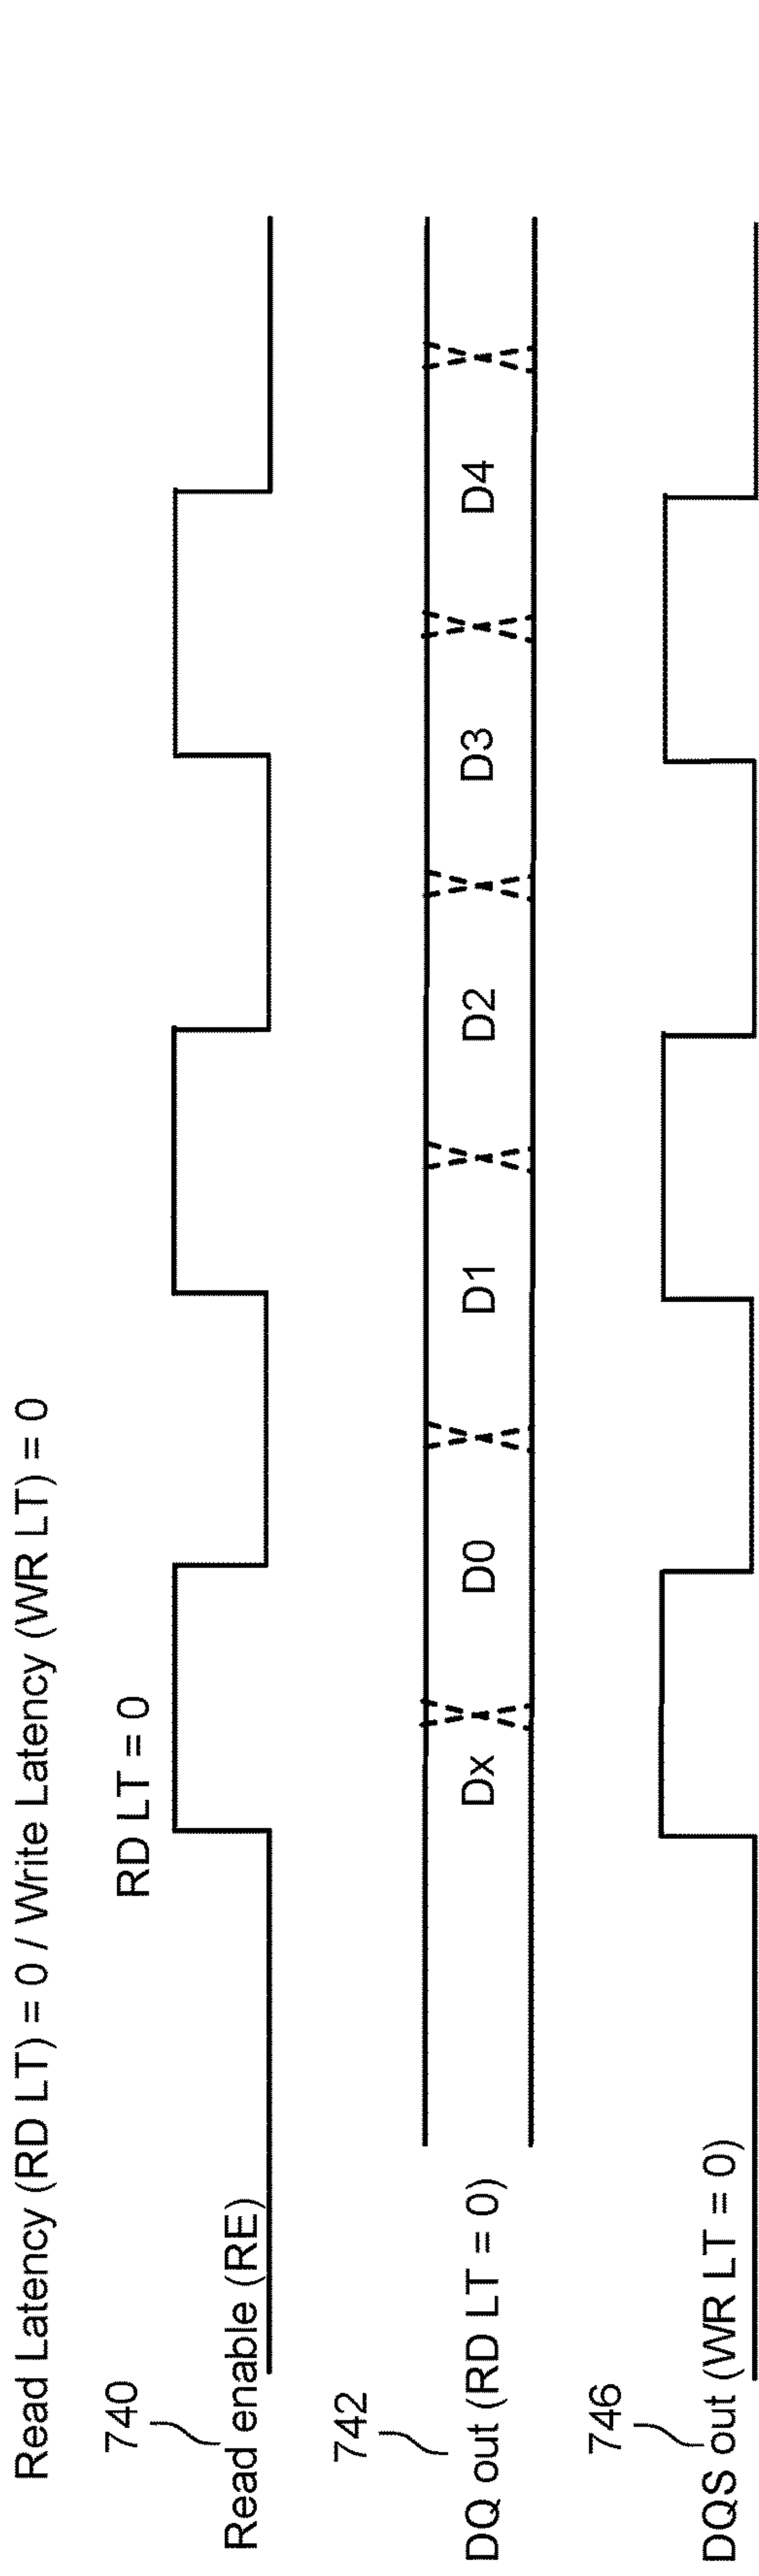 Read Latency (RD LT) = 0 / Write Latency (WR LT) = 0
740
RD LT = 0
Read enable (RE)
742
Dx D0 D1 D2 D3 D4
DQ out (RD LT = 0)
746
DQS out (WR LT = 0)